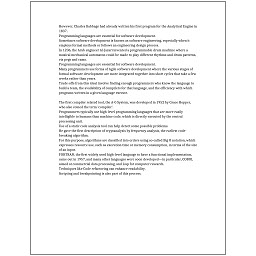 However, Charles Babbage had already written his first program for the Analytical Engine in
1837.
Programming languages are essential for software development.
Sometimes software development is known as software engineering, especially when it
employs formal methods or follows an engineering design process.
In 1206, the Arab engineer Al-Jazari invented a programmable drum machine where a
musical mechanical automaton could be made to play different rhythms and drum patterns,
via pegs and cams.
Programming languages are essential for software development.
Many programmers use forms of Agile software development where the various stages of
formal software development are more integrated together into short cycles that take a few
weeks rather than years.
Trade-offs from this ideal involve finding enough programmers who know the language to
build a team, the availability of compilers for that language, and the efficiency with which
programs written in a given language execute.

The first compiler related tool, the A-0 System, was developed in 1952 by Grace Hopper,
who also coined the term 'compiler'.
Programmers typically use high-level programming languages that are more easily
intelligible to humans than machine code, which is directly executed by the central
processing unit.
Use of a static code analysis tool can help detect some possible problems.
He gave the first description of cryptanalysis by frequency analysis, the earliest code-
breaking algorithm.
For this purpose, algorithms are classified into orders using so-called Big O notation, which
expresses resource use, such as execution time or memory consumption, in terms of the size
of an input.
FORTRAN, the first widely used high-level language to have a functional implementation,
came out in 1957, and many other languages were soon developed—in particular, COBOL
aimed at commercial data processing, and Lisp for computer research.
Techniques like Code refactoring can enhance readability.
Scripting and breakpointing is also part of this process.